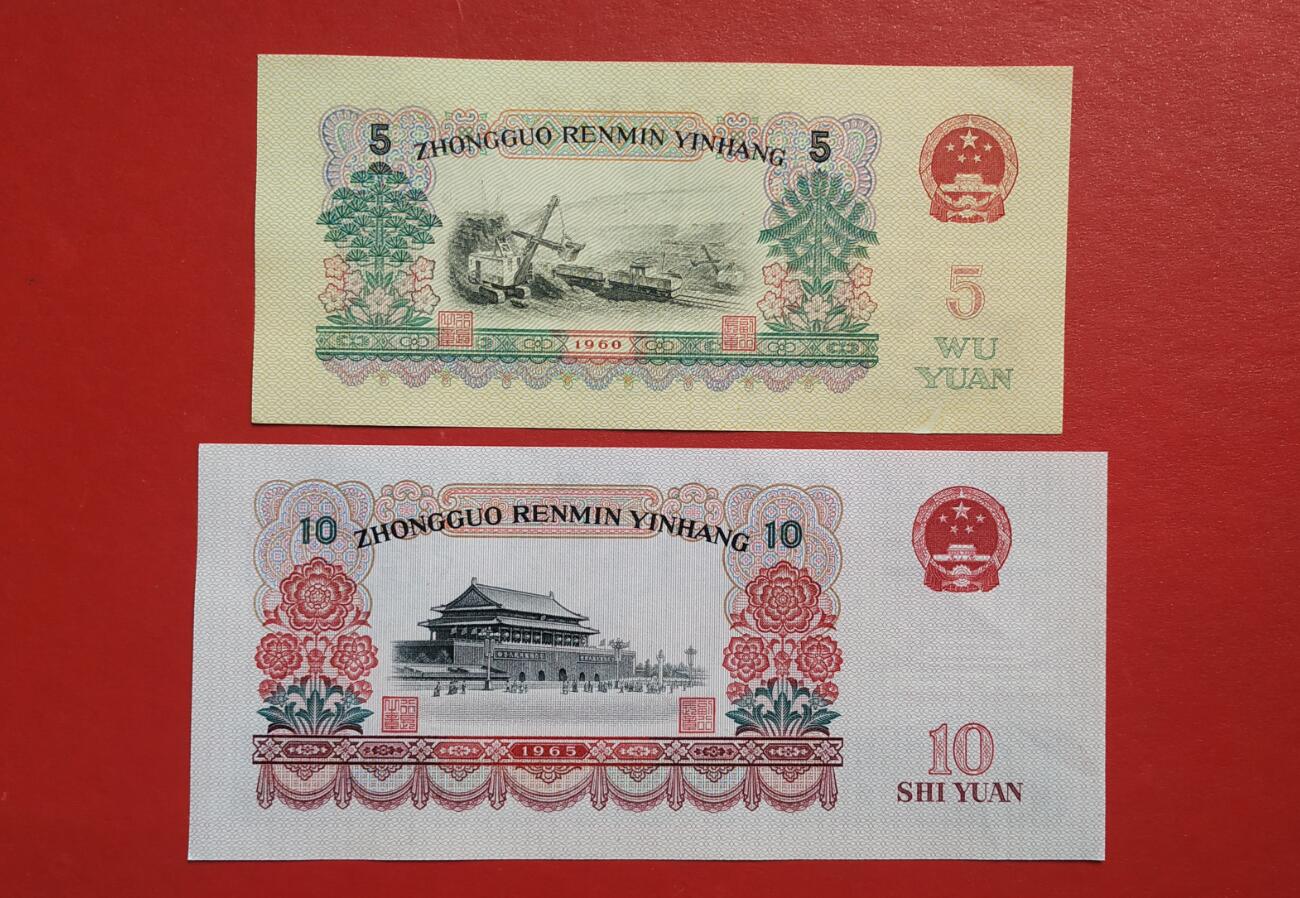 5 ZHONGGUO RENMIN YINHANG 5
5
WU
YUAN
1960
10 ZHONGGUO RENMIN YINHANG 10
10
SHI YUAN
1965